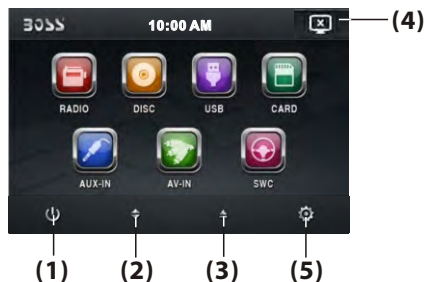 BOSS 10:00 AM (4)
RADIO DISC USB CARD
AUX-IN AV-IN SWC
(1) (2) (3) (5)